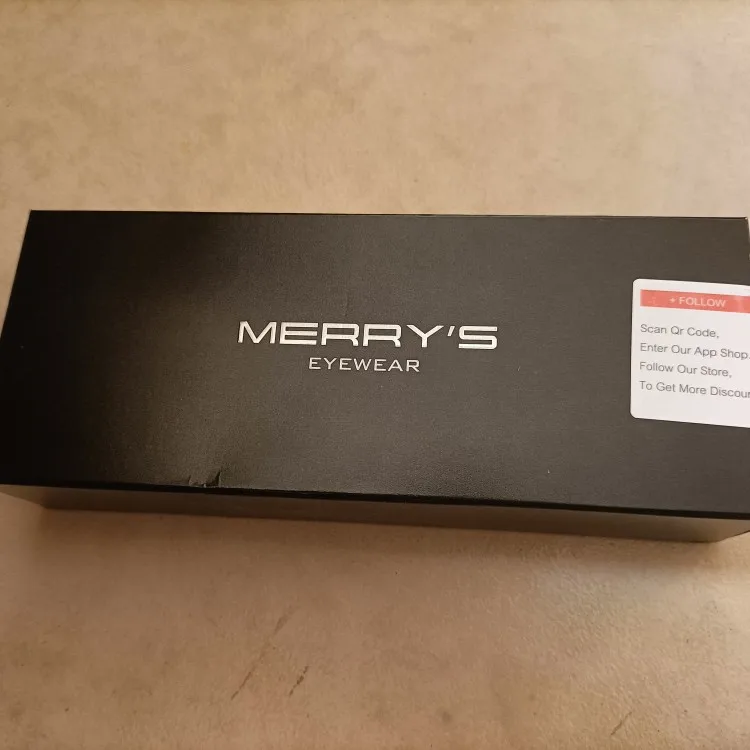 MERRY'S
EYEWEAR
+ FOLLOW
Scan Qr Code,
Enter Our App Shop.
Follow Our Store,
To Get More